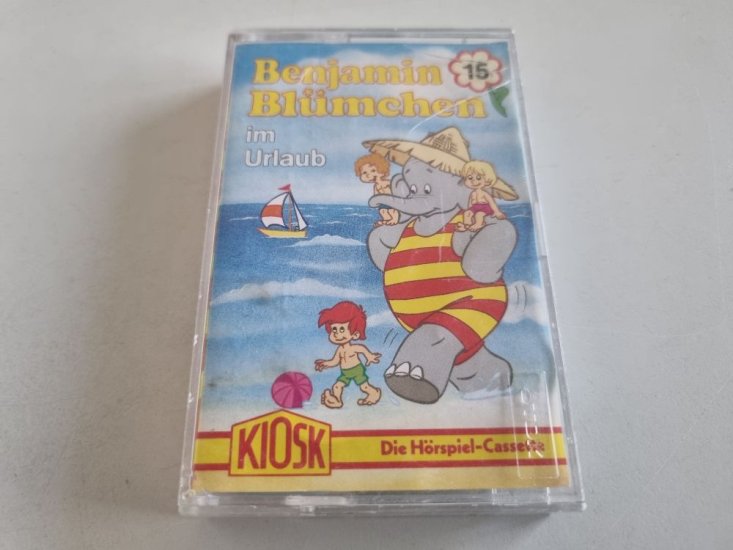 Benjamin 15
Blümchen
im
Urlaub
KIOSK
Die Hörspiel-Cassette